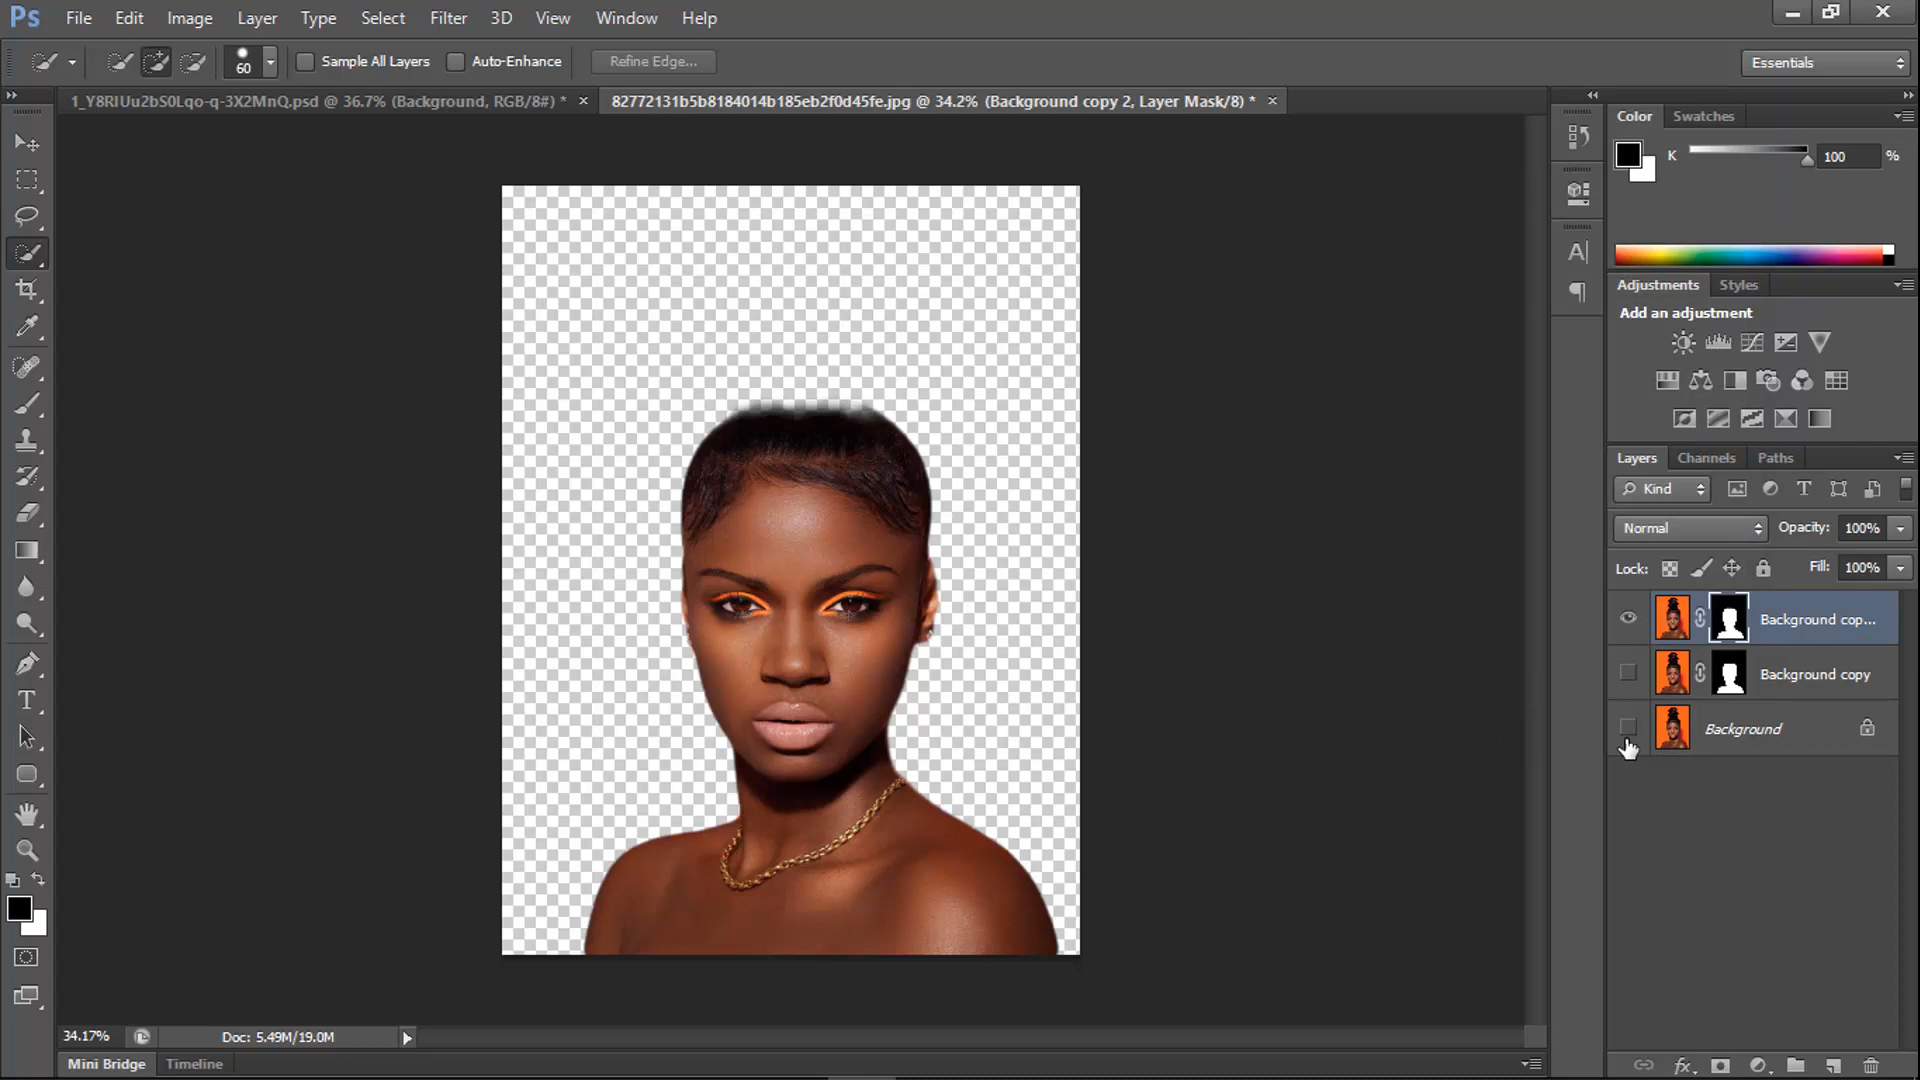 Ps File Edit Image Layer Type Select Filter 3D View Window Help
60 Sample All Layers Auto-Enhance Refine Edge... Essentials
1_Y8RIUu2bS0Lqo-q-3X2MnQ.psd @ 36.7% (Background, RGB/8#) * 82772131b5b8184014b185eb2f0d45fe.jpg @ 34.2% (Background copy 2, Layer Mask/8) *
Color Swatches
K 100 %
Adjustments Styles
Add an adjustment
Layers Channels Paths
Kind
Normal Opacity: 100%
Lock: Fill: 100%
Background cop...
Background copy
Background
34.17% Doc: 5.49M/19.0M
Mini Bridge Timeline